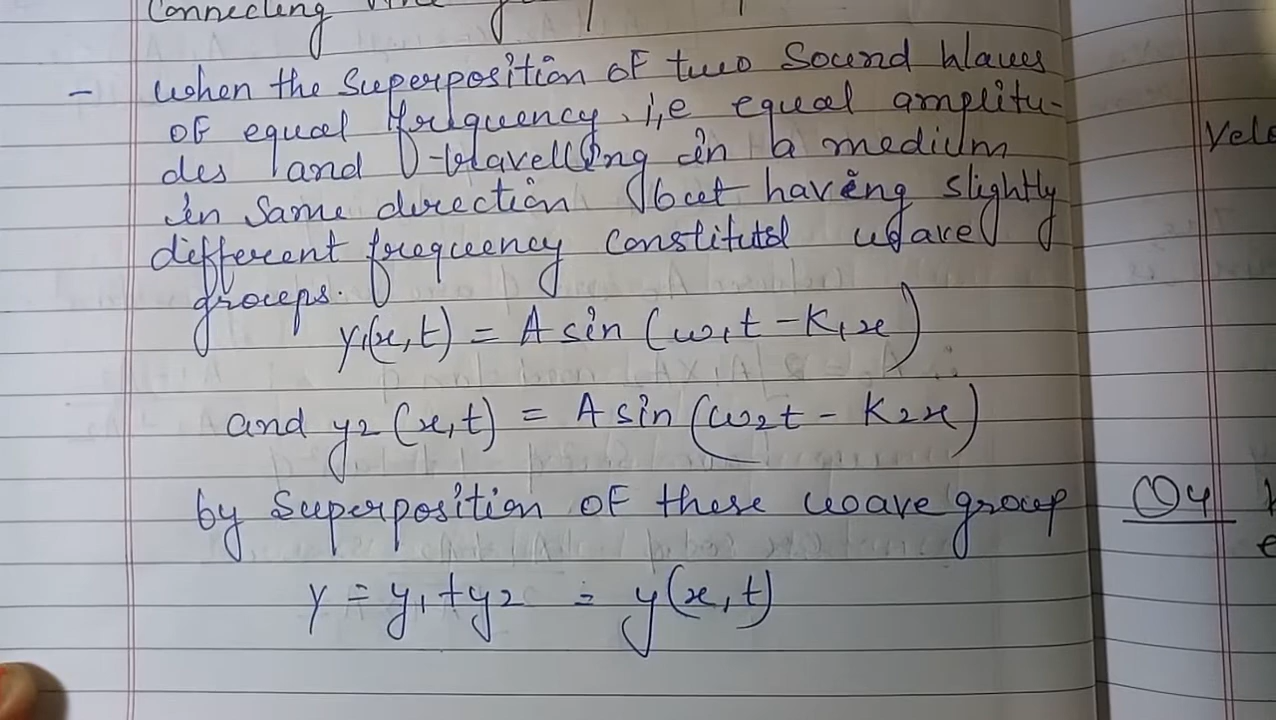 Connecting
- when the Superposition of two Sound Waves
of equal frequency i,e equal amplitu-
des and travelling in a medium
in same direction but having slightly
different frequency constituted wave
groups.
y₁(x,t) = A sin (ω₁t - K₁x)
and y₂ (x,t) = A sin (ω₂t - K₂x)
by Superposition of these wave group
y = y₁+y₂ = y(x,t)
Q4